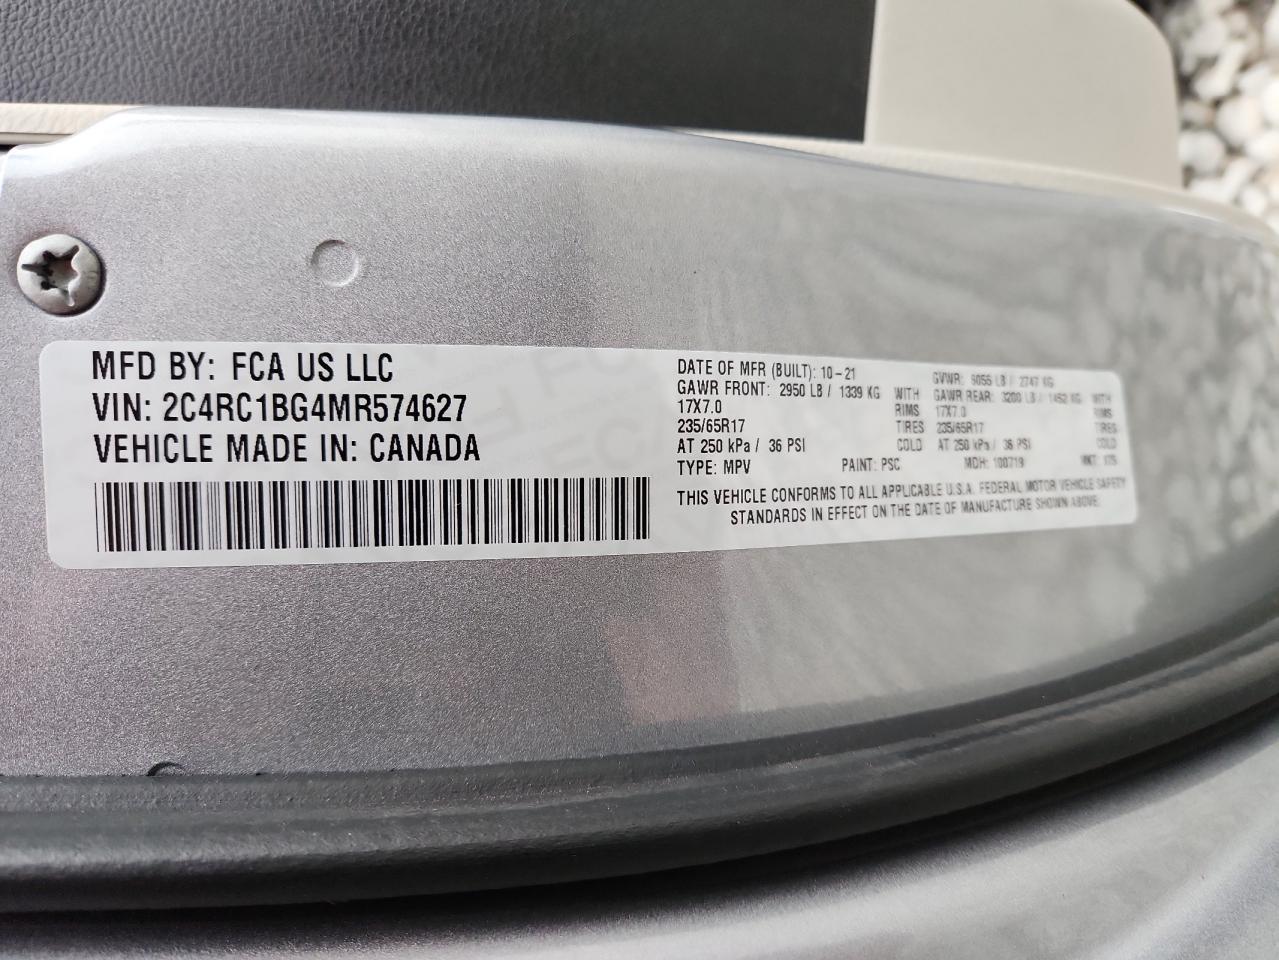 MFD BY: FCA US LLC
VIN: 2C4RC1BG4MR574627
VEHICLE MADE IN: CANADA
DATE OF MFR (BUILT): 10-21 GVWR: 6055 LB / 2747 KG
GAWR FRONT: 2950 LB / 1339 KG WITH GAWR REAR: 3200 LB / 1452 KG WITH
17X7.0 RIMS 17X7.0 RIMS
235/65R17 TIRES 235/65R17 TIRES
AT 250 kPa / 36 PSI COLD AT 250 kPa / 36 PSI COLD
TYPE: MPV PAINT: PSC MDH: 100719
THIS VEHICLE CONFORMS TO ALL APPLICABLE U.S.A. FEDERAL MOTOR VEHICLE SAFETY
STANDARDS IN EFFECT ON THE DATE OF MANUFACTURE SHOWN ABOVE.